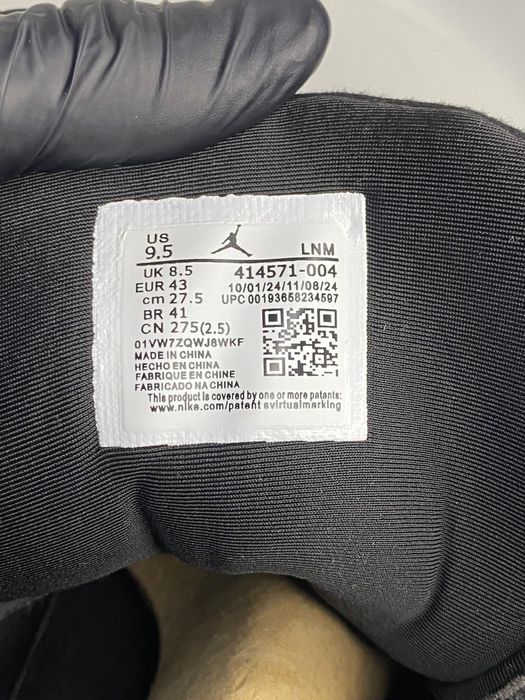 US
9.5
LNM
UK 8.5
414571-004
EUR 43
10/01/24/11/08/24
cm 27.5
UPC 00193658234597
BR 41
CN 275(2.5)
01VW7ZQWJ8WKF
MADE IN CHINA
HECHO EN CHINA
FABRIQUE EN CHINE
FABRICADO NA CHINA
This product is covered by one or more patents:
www.nike.com/patent avirtualmarking